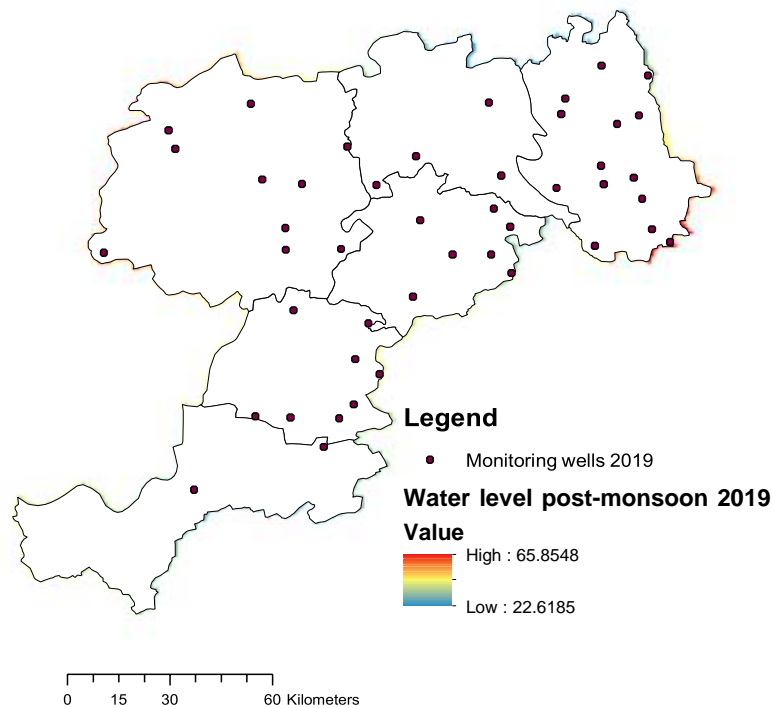 Legend
Monitoring wells 2019
Water level post-monsoon 2019
Value
High : 65.8548
Low : 22.6185
0 15 30 60 Kilometers